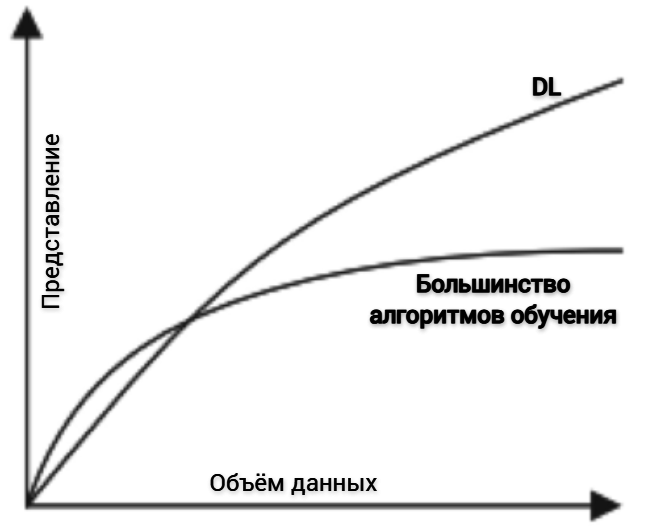 DL
Представление
Большинство
алгоритмов обучения
Объём данных